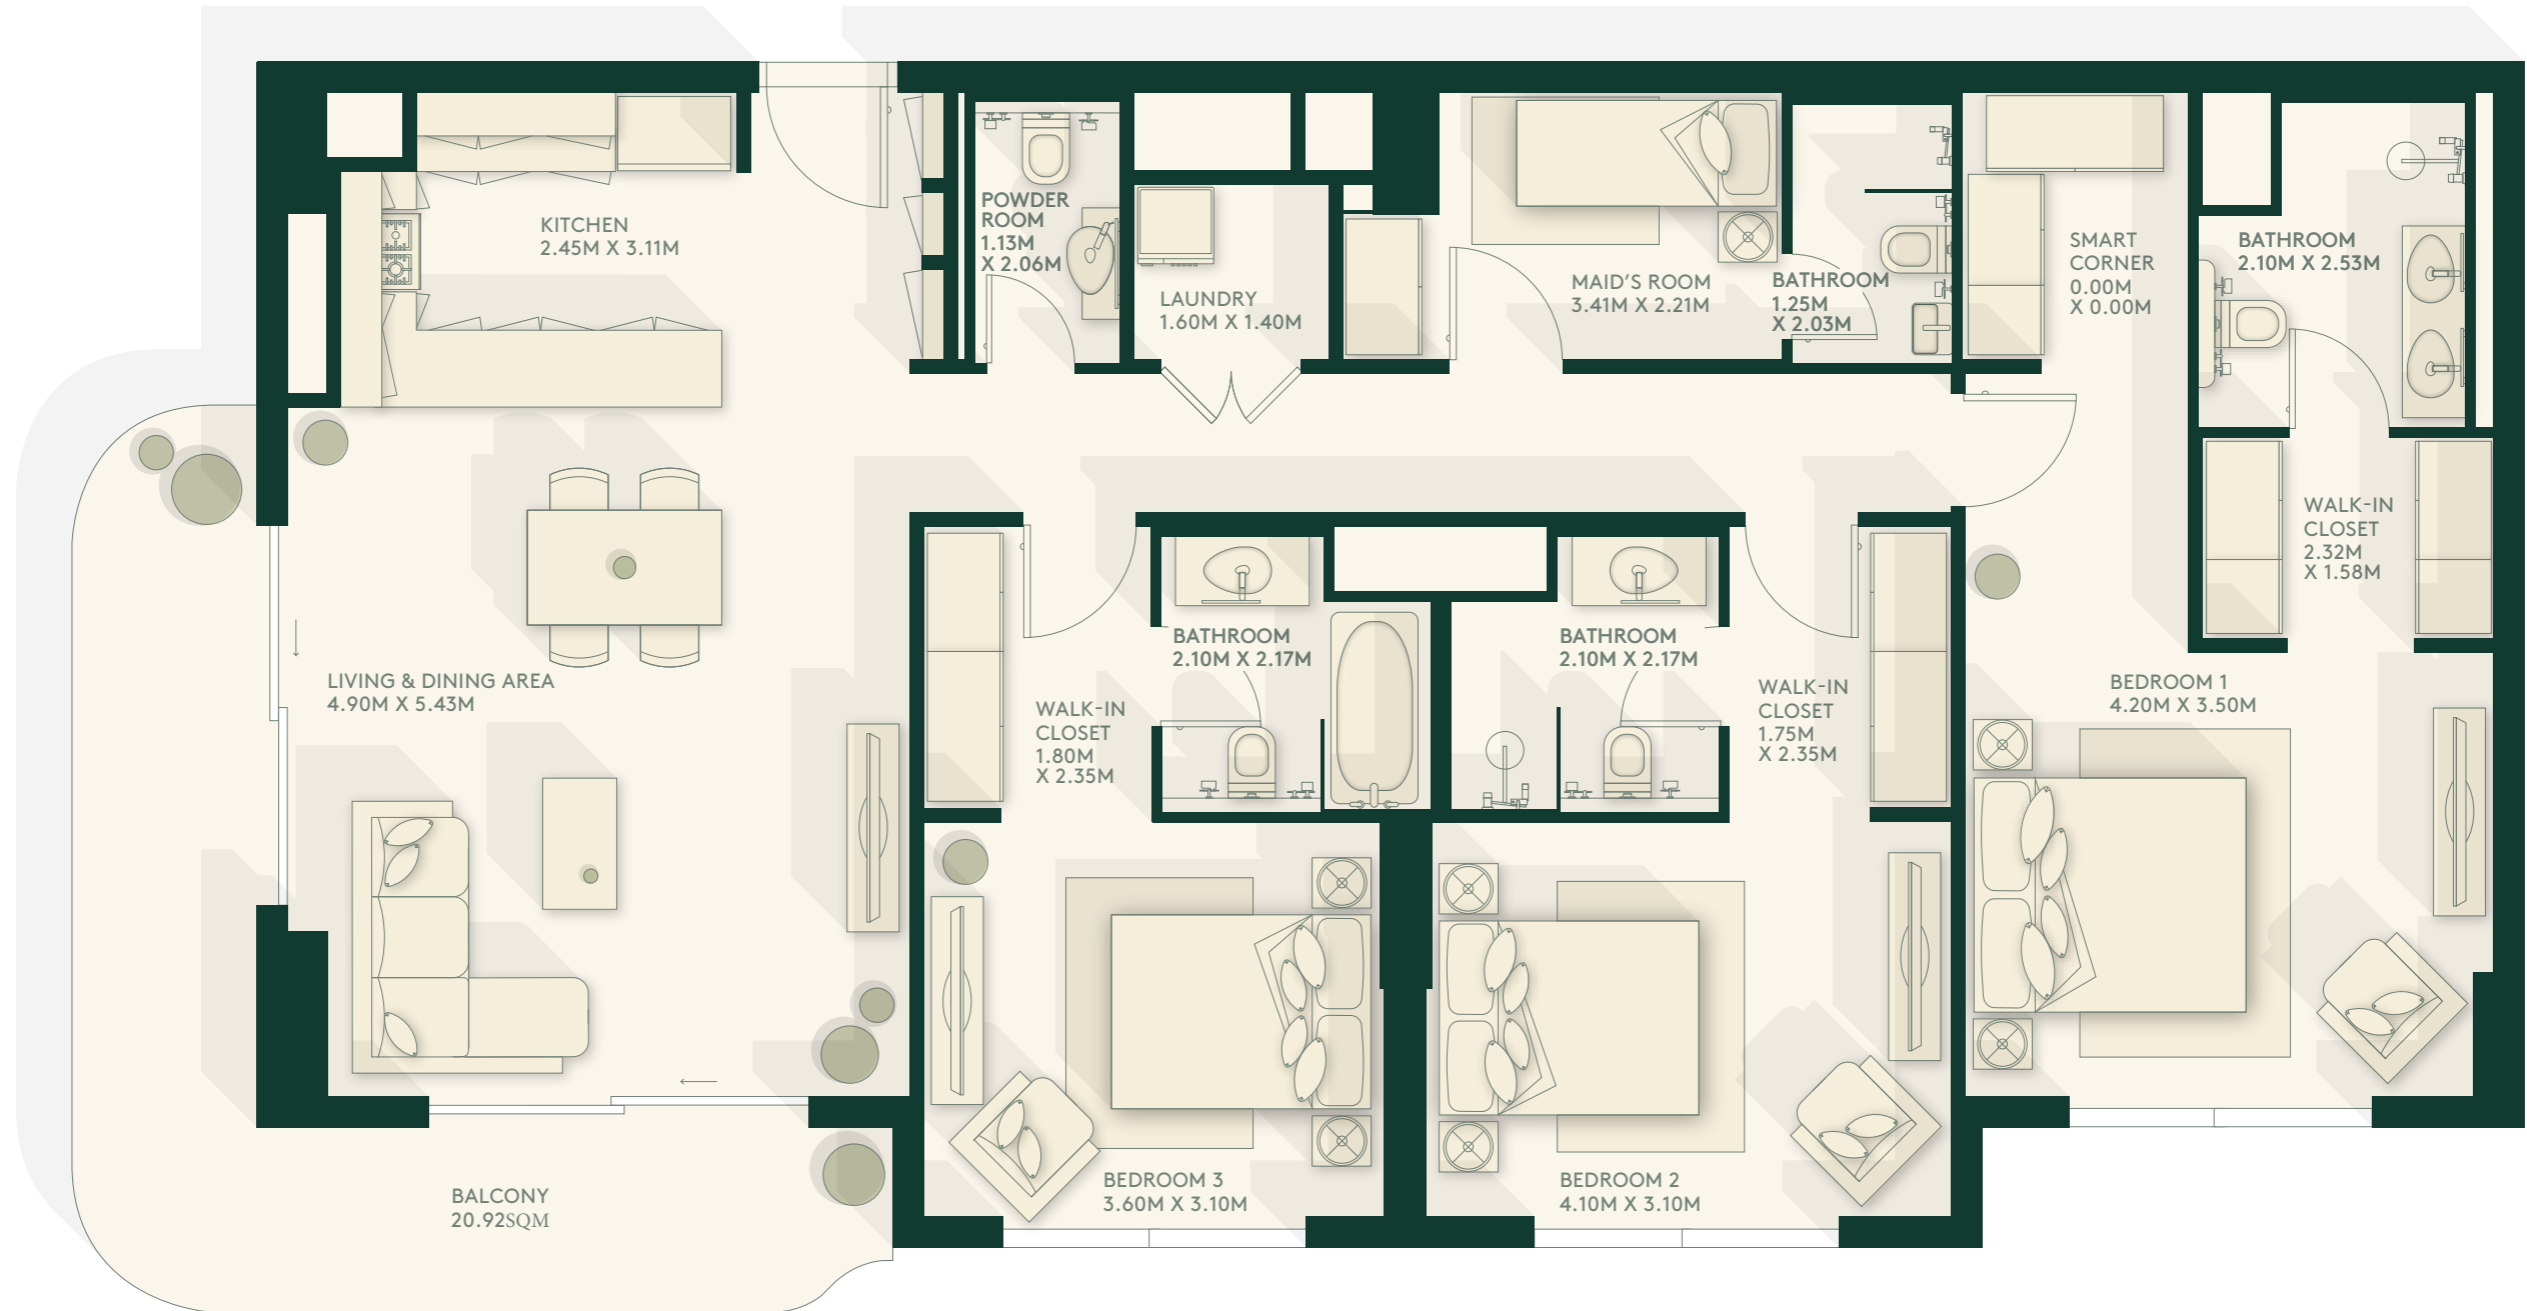 KITCHEN
2.45M X 3.11M
POWDER
ROOM
1.13M
X 2.06M
LAUNDRY
1.60M X 1.40M
MAID'S ROOM
3.41M X 2.21M
BATHROOM
1.25M
X 2.03M
SMART
CORNER
0.00M
X 0.00M
BATHROOM
2.10M X 2.53M
WALK-IN
CLOSET
2.32M
X 1.58M
LIVING & DINING AREA
4.90M X 5.43M
WALK-IN
CLOSET
1.80M
X 2.35M
BATHROOM
2.10M X 2.17M
BATHROOM
2.10M X 2.17M
WALK-IN
CLOSET
1.75M
X 2.35M
BEDROOM 1
4.20M X 3.50M
BALCONY
20.92SQM
BEDROOM 3
3.60M X 3.10M
BEDROOM 2
4.10M X 3.10M